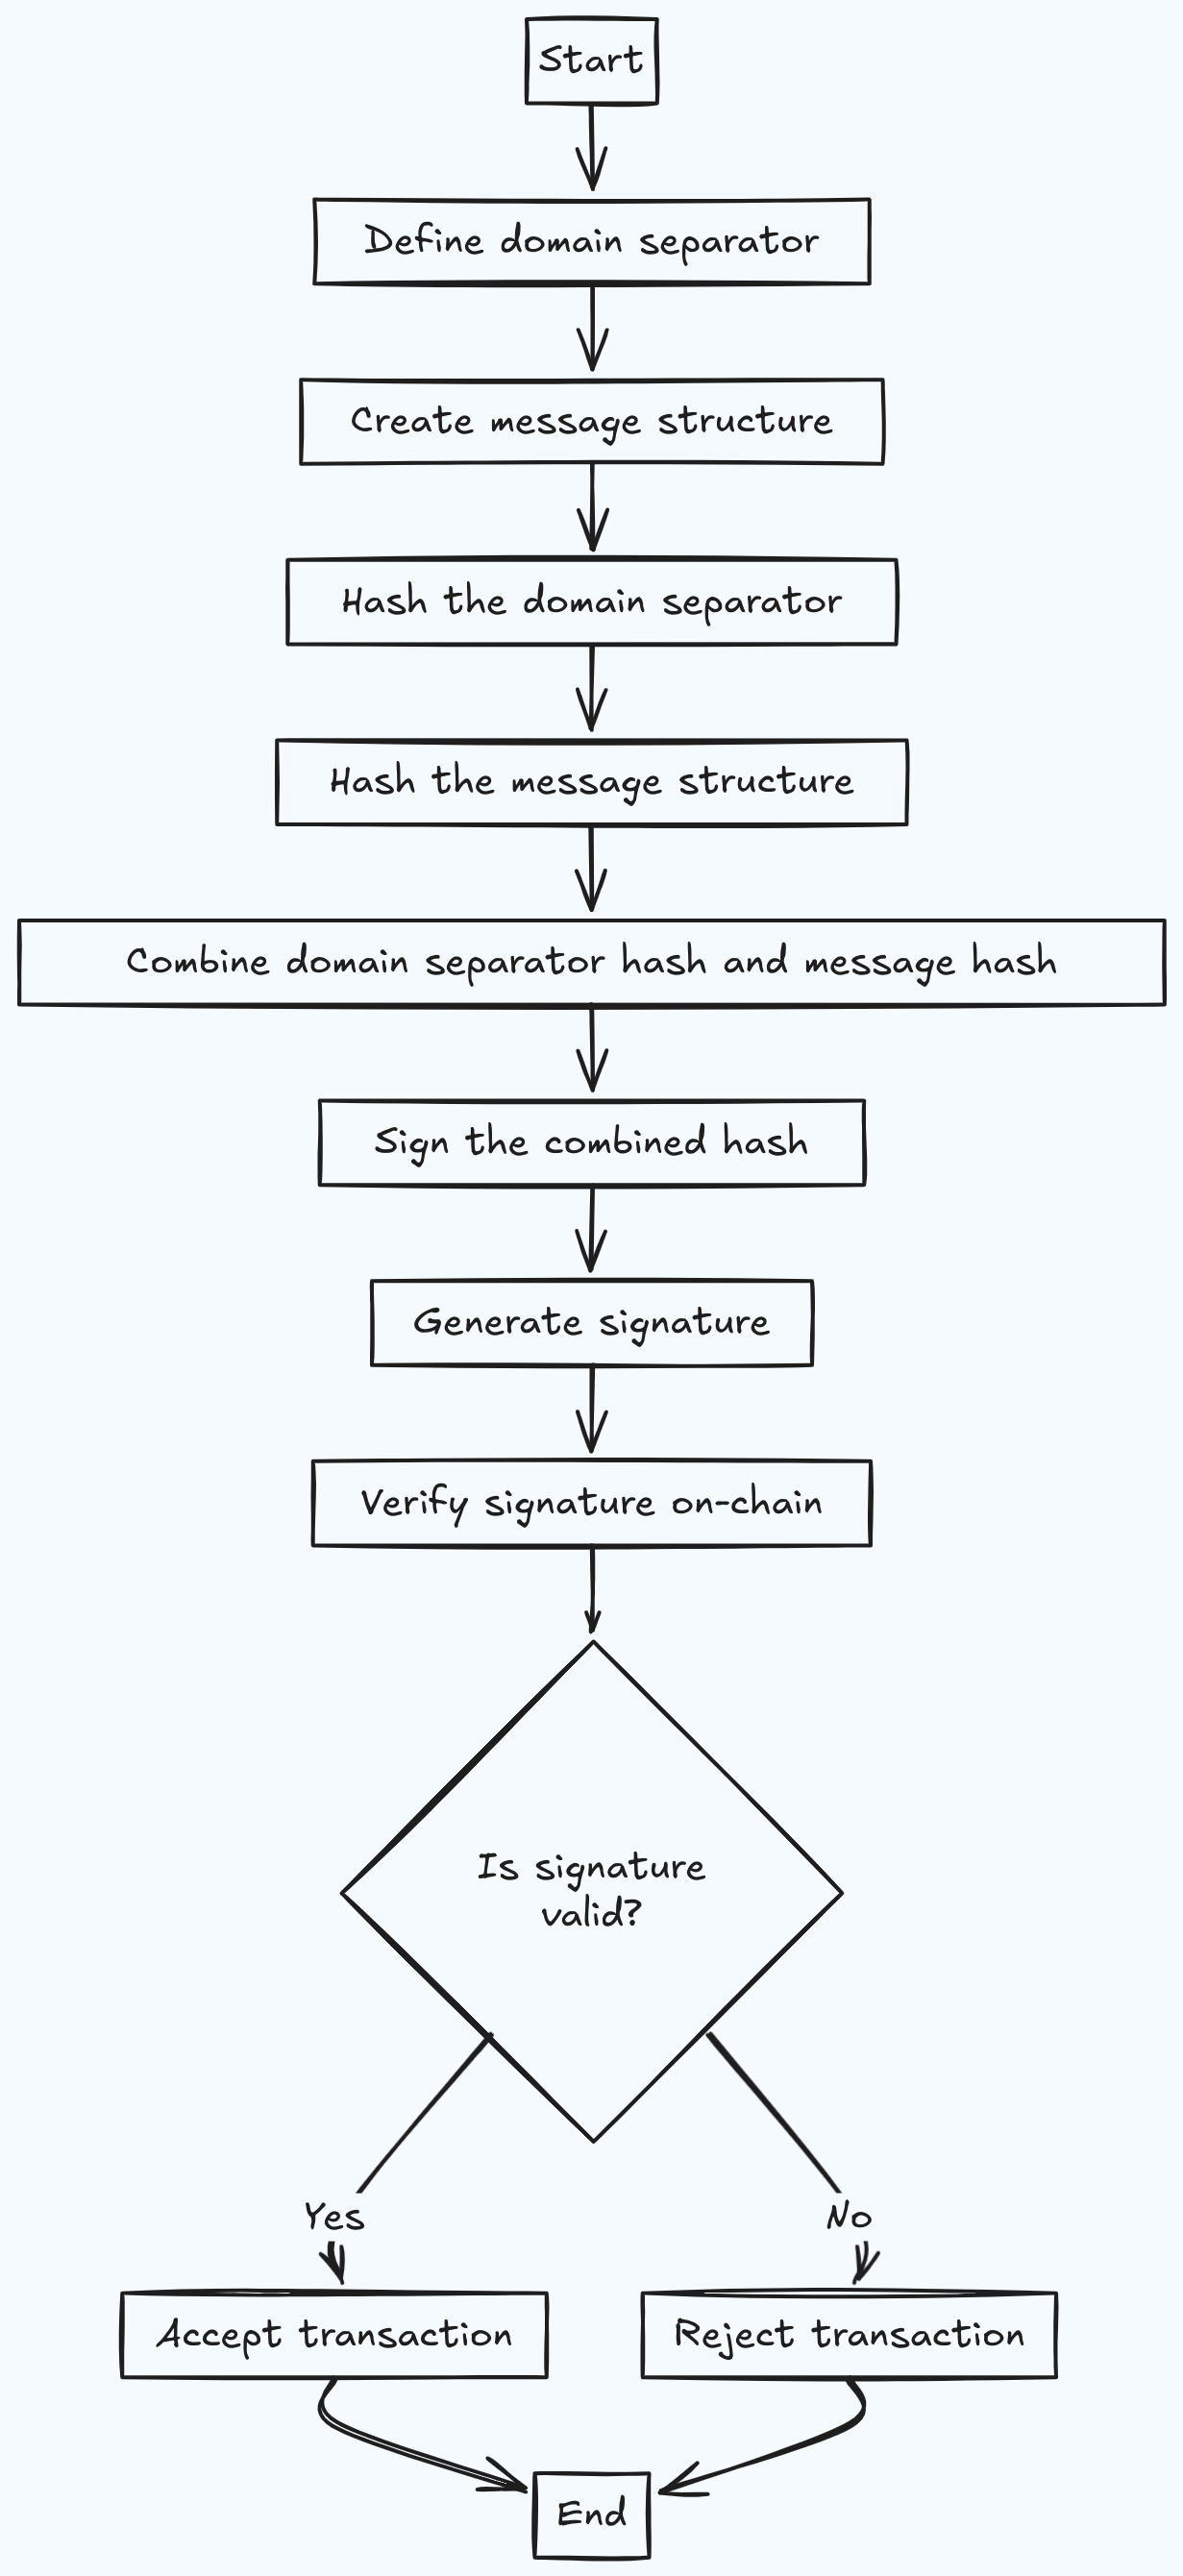 Start
Define domain separator
Create message structure
Hash the domain separator
Hash the message structure
Combine domain separator hash and message hash
Sign the combined hash
Generate signature
Verify signature on-chain
Is signature
valid?
Yes
No
Accept transaction
Reject transaction
End